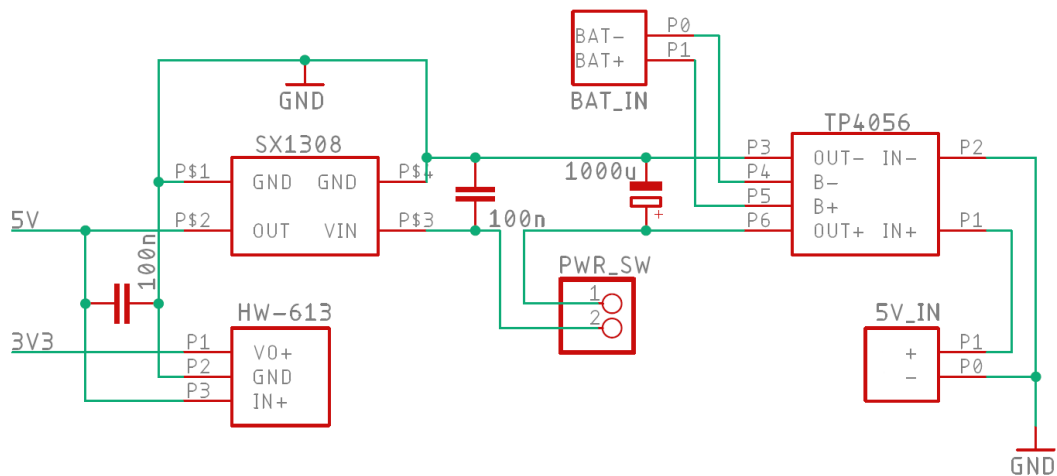 BAT-
BAT+
P0
P1
BAT_IN
GND
SX1308
P$1
GND
GND
P$4
P$2
OUT
VIN
P$3
5V
100n
100n
1000u
+
TP4056
P3
OUT-
IN-
P2
P4
B-
P5
B+
P6
OUT+
IN+
P1
PWR_SW
1
2
HW-613
3V3
P1
VO+
P2
GND
P3
IN+
5V_IN
+
P1
-
P0
GND